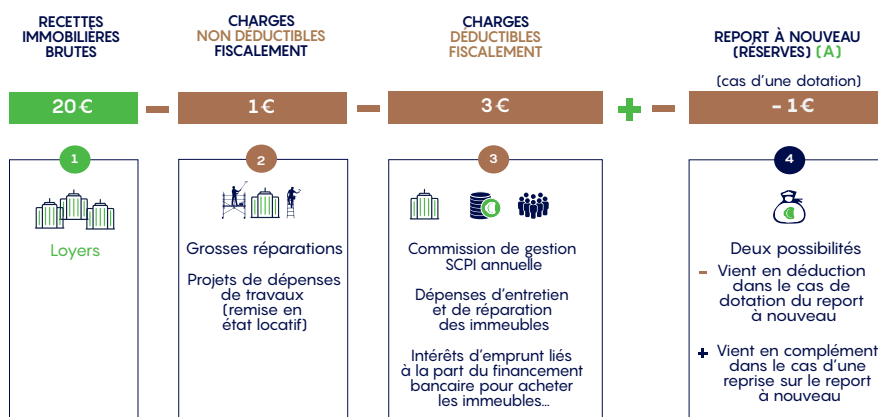 RECETTES
IMMOBILIÈRES
BRUTES
20 €
1
Loyers
CHARGES
NON DÉDUCTIBLES
FISCALEMENT
1 €
2
Grosses réparations
Projets de dépenses
de travaux
(remise en
état locatif)
CHARGES
DÉDUCTIBLES
FISCALEMENT
3 €
3
Commission de gestion
SCPI annuelle
Dépenses d'entretien
et de réparation
des immeubles
Intérêts d'emprunt liés
à la part du financement
bancaire pour acheter
les immeubles...
REPORT À NOUVEAU
(RÉSERVES) (A)
(cas d'une dotation)
- 1 €
4
Deux possibilités
- Vient en déduction
dans le cas de
dotation du report
à nouveau
+ Vient en complément
dans le cas d'une
reprise sur le report
à nouveau